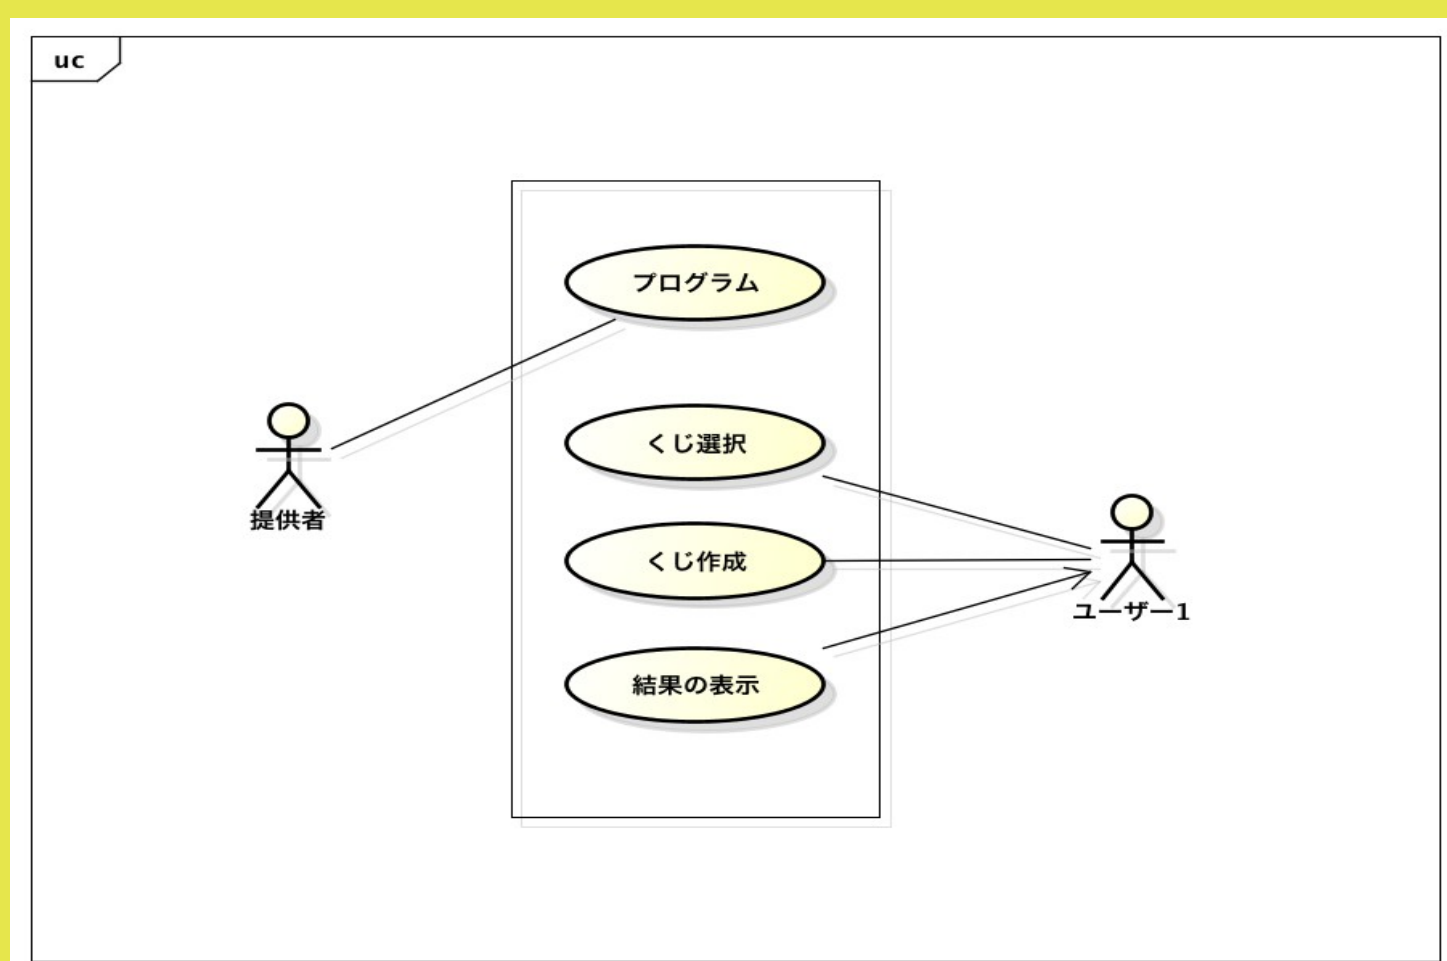 uc
プログラム
くじ選択
提供者
くじ作成
ユーザー1
結果の表示